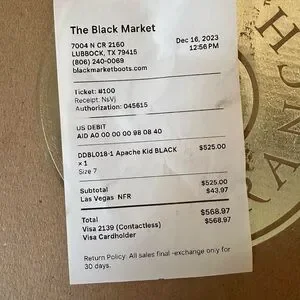 The Black Market
7004 N CR 2160
LUBBOCK, TX 79415
(806) 240-0069
blackmarketboots.com
Dec 16, 2023
12:56 PM
Ticket: #100
Receipt: NsVj
Authorization: 045615
US DEBIT
AID A0 00 00 00 98 08 40
DDBL018-1 Apache Kid BLACK $525.00
× 1
Size 7
Subtotal $525.00
Las Vegas NFR $43.97
Total $568.97
Visa 2139 (Contactless) $568.97
Visa Cardholder
Return Policy: All sales final -exchange only for
30 days.
RANCH